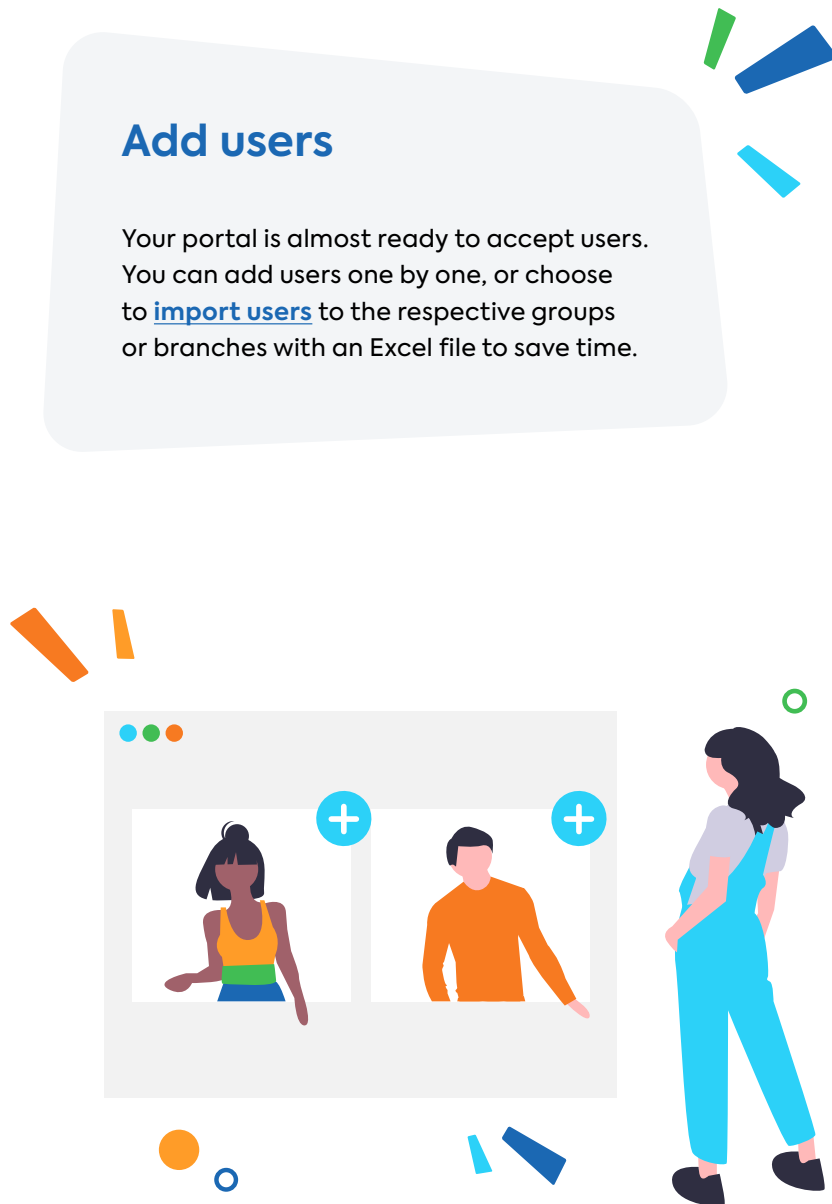 Add users
Your portal is almost ready to accept users.
You can add users one by one, or choose
to import users to the respective groups
or branches with an Excel file to save time.